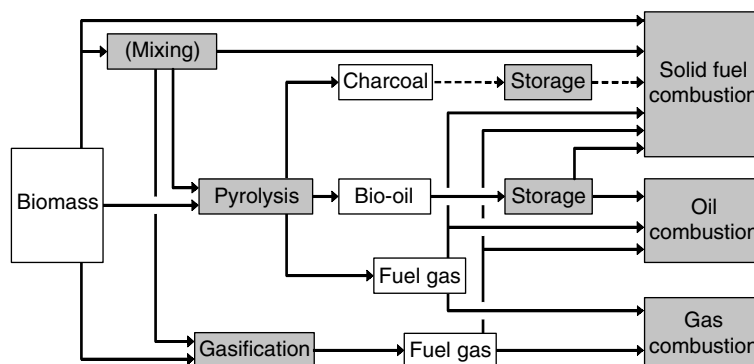 (Mixing)
Solid fuel
combustion
Charcoal
Storage
Biomass
Pyrolysis
Bio-oil
Storage
Oil
combustion
Fuel gas
Gas
combustion
Gasification
Fuel gas